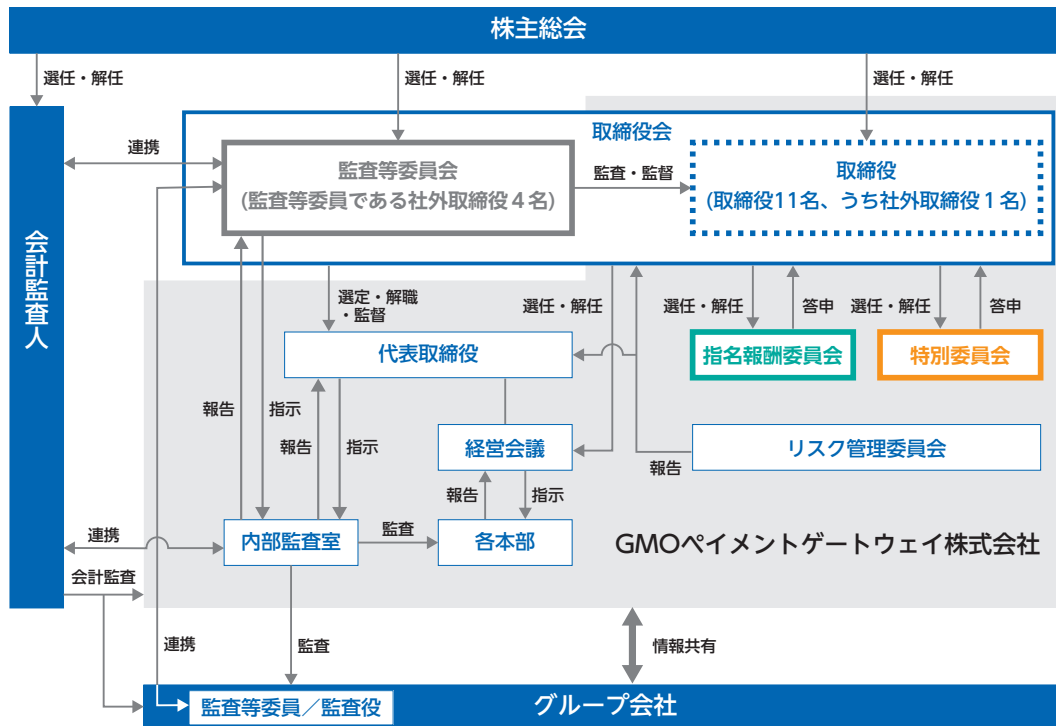 株主総会
選任・解任
選任・解任
選任・解任
取締役会
連携
監査等委員会
(監査等委員である社外取締役４名)
監査・監督
取締役
(取締役11名、うち社外取締役１名)
会計監査人
選定・解職
・監督
選任・解任
選任・解任
答申
選任・解任
答申
代表取締役
指名報酬委員会
特別委員会
報告
指示
報告
指示
経営会議
リスク管理委員会
報告
報告
指示
連携
内部監査室
監査
各本部
GMOペイメントゲートウェイ株式会社
会計監査
連携
監査
情報共有
監査等委員／監査役
グループ会社